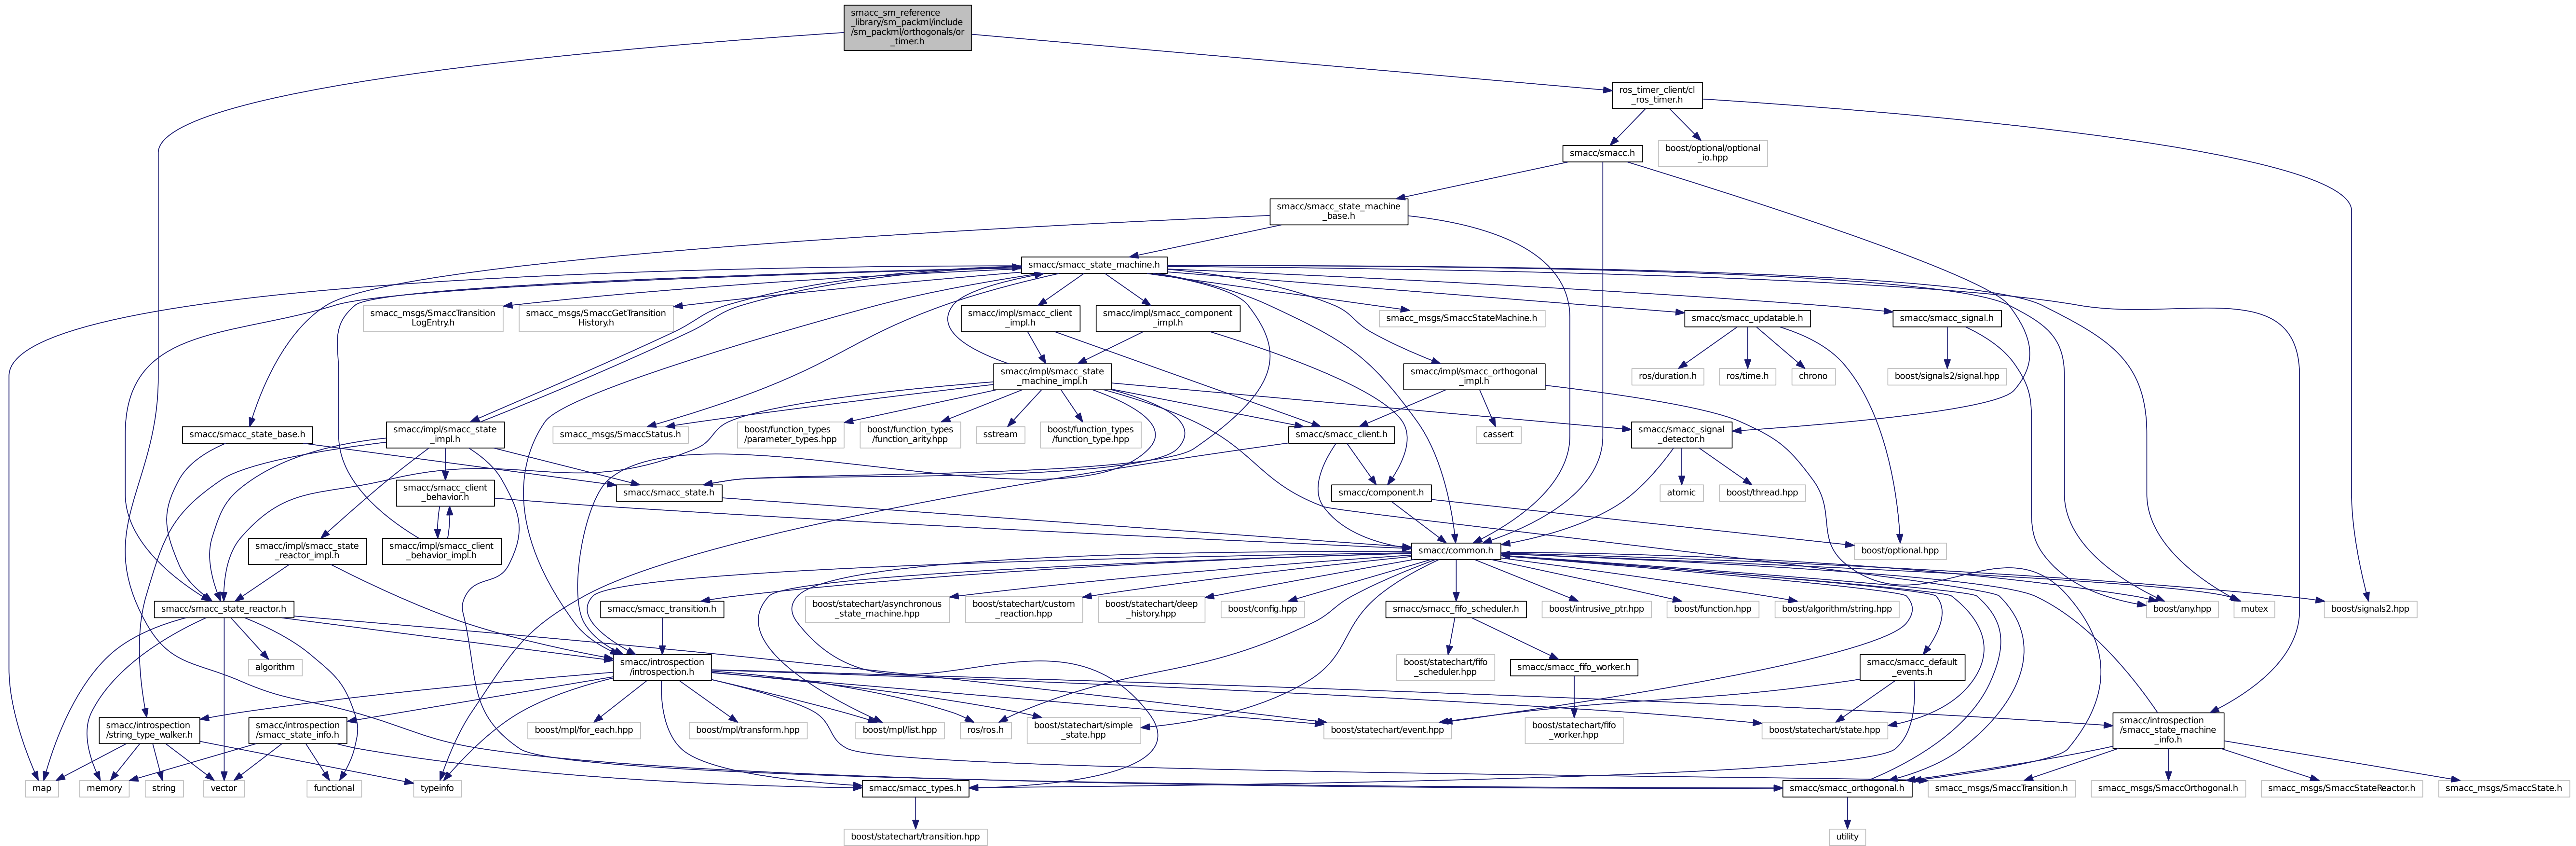 smacc_sm_reference
_library/sm_packml/include
/sm_packml/orthogonals/or
_timer.h
ros_timer_client/cl
_ros_timer.h
smacc/smacc.h
boost/optional/optional
_io.hpp
smacc/smacc_state_machine
_base.h
smacc/smacc_state_machine.h
smacc_msgs/SmaccTransition
LogEntry.h
smacc_msgs/SmaccGetTransition
History.h
smacc/impl/smacc_client
_impl.h
smacc/impl/smacc_component
_impl.h
smacc_msgs/SmaccStateMachine.h
smacc/smacc_updatable.h
smacc/smacc_signal.h
smacc/impl/smacc_state
_machine_impl.h
smacc/impl/smacc_orthogonal
_impl.h
ros/duration.h
ros/time.h
chrono
boost/signals2/signal.hpp
smacc/smacc_state_base.h
smacc/impl/smacc_state
_impl.h
smacc_msgs/SmaccStatus.h
boost/function_types
/parameter_types.hpp
boost/function_types
/function_arity.hpp
sstream
boost/function_types
/function_type.hpp
smacc/smacc_client.h
cassert
smacc/smacc_signal
_detector.h
smacc/smacc_client
_behavior.h
smacc/smacc_state.h
smacc/component.h
atomic
boost/thread.hpp
smacc/impl/smacc_state
_reactor_impl.h
smacc/impl/smacc_client
_behavior_impl.h
smacc/common.h
boost/optional.hpp
smacc/smacc_state_reactor.h
smacc/smacc_transition.h
boost/statechart/asynchronous
_state_machine.hpp
boost/statechart/custom
_reaction.hpp
boost/statechart/deep
_history.hpp
boost/config.hpp
smacc/smacc_fifo_scheduler.h
boost/intrusive_ptr.hpp
boost/function.hpp
boost/algorithm/string.hpp
boost/any.hpp
mutex
boost/signals2.hpp
algorithm
smacc/introspection
/introspection.h
boost/statechart/fifo
_scheduler.hpp
smacc/smacc_fifo_worker.h
smacc/smacc_default
_events.h
smacc/introspection
/string_type_walker.h
smacc/introspection
/smacc_state_info.h
boost/mpl/for_each.hpp
boost/mpl/transform.hpp
boost/mpl/list.hpp
ros/ros.h
boost/statechart/simple
_state.hpp
boost/statechart/event.hpp
boost/statechart/fifo
_worker.hpp
boost/statechart/state.hpp
smacc/introspection
/smacc_state_machine
_info.h
map
memory
string
vector
functional
typeinfo
smacc/smacc_types.h
smacc/smacc_orthogonal.h
smacc_msgs/SmaccTransition.h
smacc_msgs/SmaccOrthogonal.h
smacc_msgs/SmaccStateReactor.h
smacc_msgs/SmaccState.h
boost/statechart/transition.hpp
utility